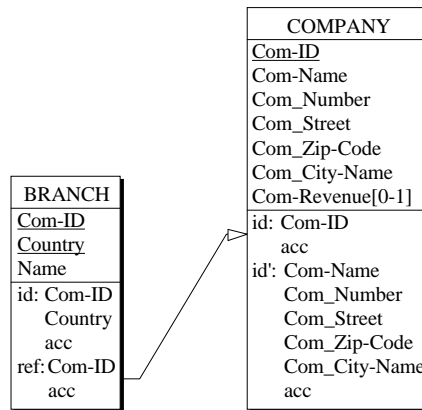 BRANCH
Com-ID
Country
Name
id: Com-ID
Country
acc
ref:Com-ID
acc
COMPANY
Com-ID
Com-Name
Com_Number
Com_Street
Com_Zip-Code
Com_City-Name
Com-Revenue[0-1]
id: Com-ID
acc
id': Com-Name
Com_Number
Com_Street
Com_Zip-Code
Com_City-Name
acc